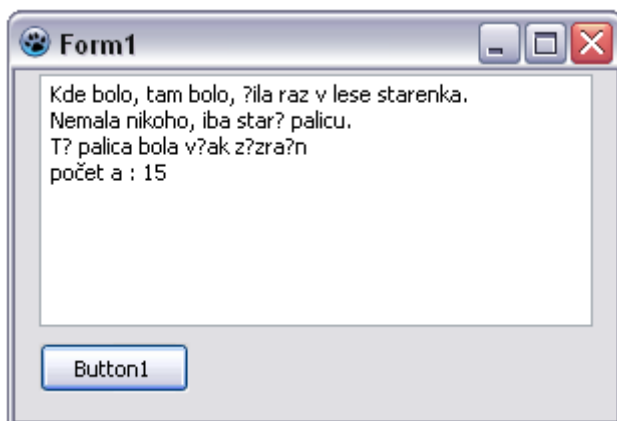 Form1
Kde bolo, tam bolo, ?ila raz v lese starenka.
Nemala nikoho, iba star? palicu.
T? palica bola v?ak z?zra?n
počet a : 15
Button1